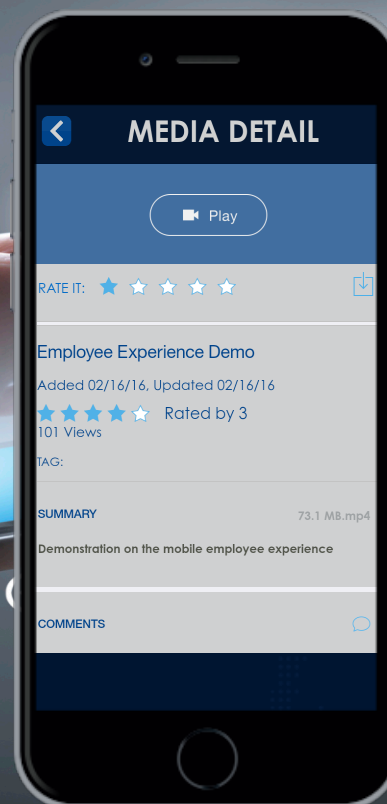 MEDIA DETAIL
Play
RATE IT:
Employee Experience Demo
Added 02/16/16, Updated 02/16/16
Rated by 3
101 Views
TAG:
SUMMARY
73.1 MB.mp4
Demonstration on the mobile employee experience
COMMENTS